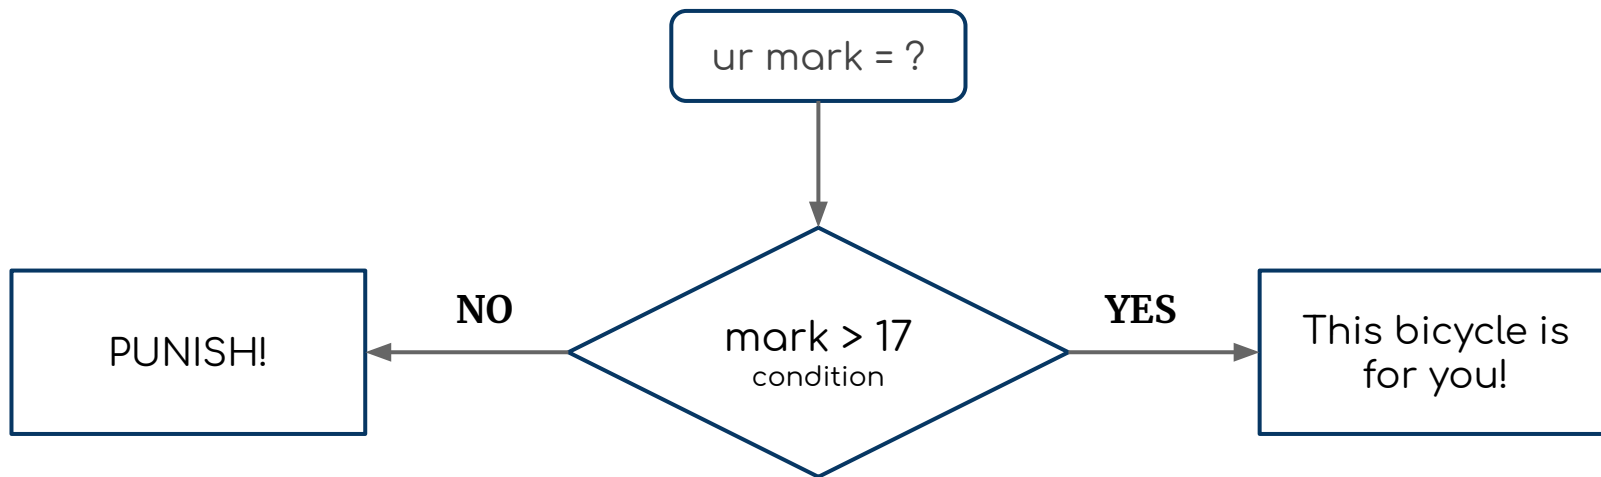 ur mark = ?
NO
YES
PUNISH!
mark > 17
condition
This bicycle is
for you!